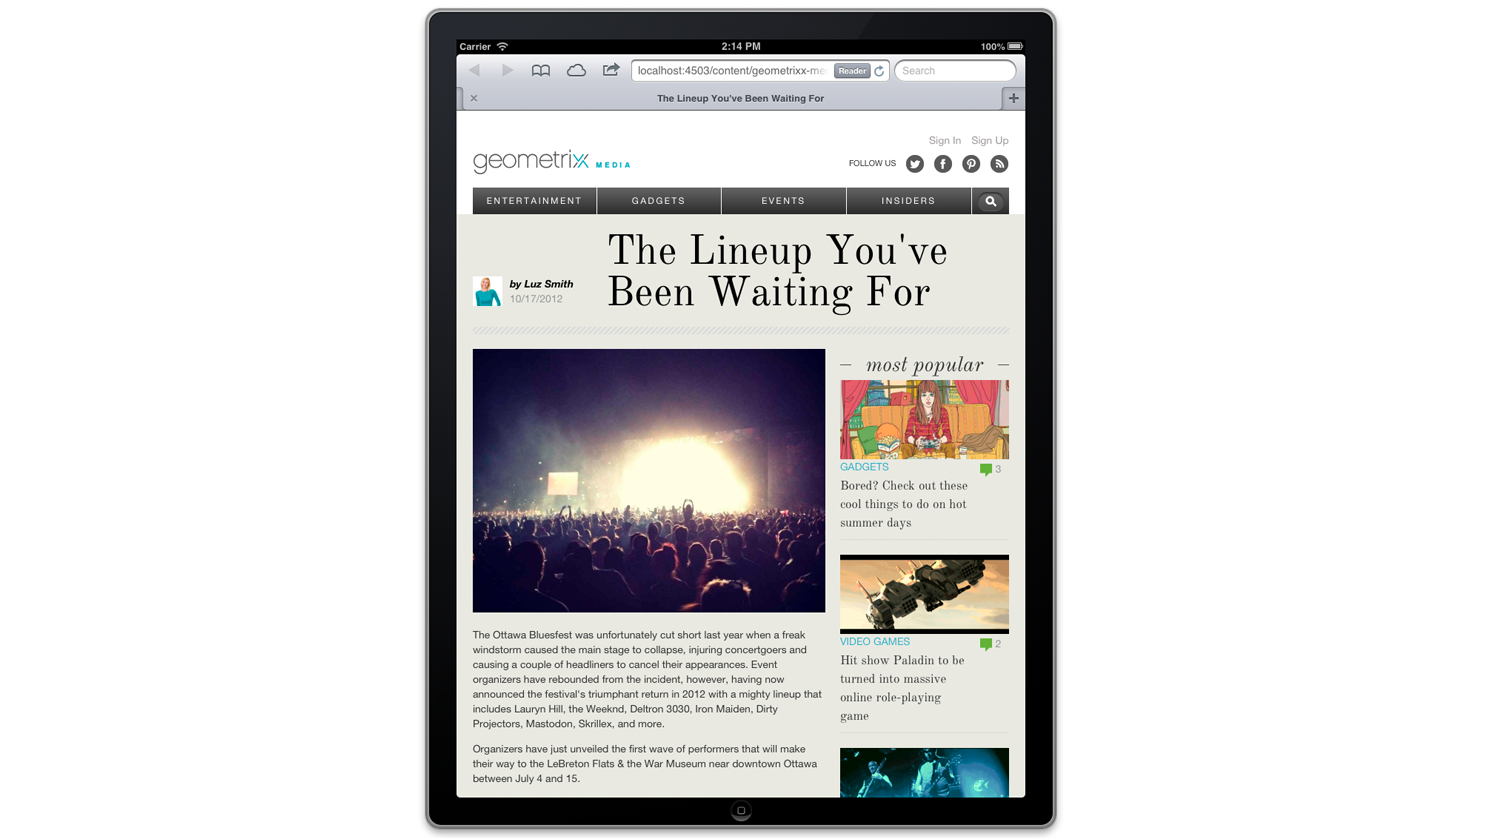 Carrier 2:14 PM 100%
localhost:4503/content/geometrixx-me Reader Search
The Lineup You've Been Waiting For
Sign In Sign Up
geometrixx MEDIA
FOLLOW US
ENTERTAINMENT GADGETS EVENTS INSIDERS
The Lineup You've
Been Waiting For
by Luz Smith
10/17/2012
The Ottawa Bluesfest was unfortunately cut short last year when a freak
windstorm caused the main stage to collapse, injuring concertgoers and
causing a couple of headliners to cancel their appearances. Event
organizers have rebounded from the incident, however, having now
announced the festival's triumphant return in 2012 with a mighty lineup that
includes Lauryn Hill, the Weeknd, Deltron 3030, Iron Maiden, Dirty
Projectors, Mastodon, Skrillex, and more.
Organizers have just unveiled the first wave of performers that will make
their way to the LeBreton Flats & the War Museum near downtown Ottawa
between July 4 and 15.
most popular
GADGETS 3
Bored? Check out these
cool things to do on hot
summer days
VIDEO GAMES 2
Hit show Paladin to be
turned into massive
online role-playing
game